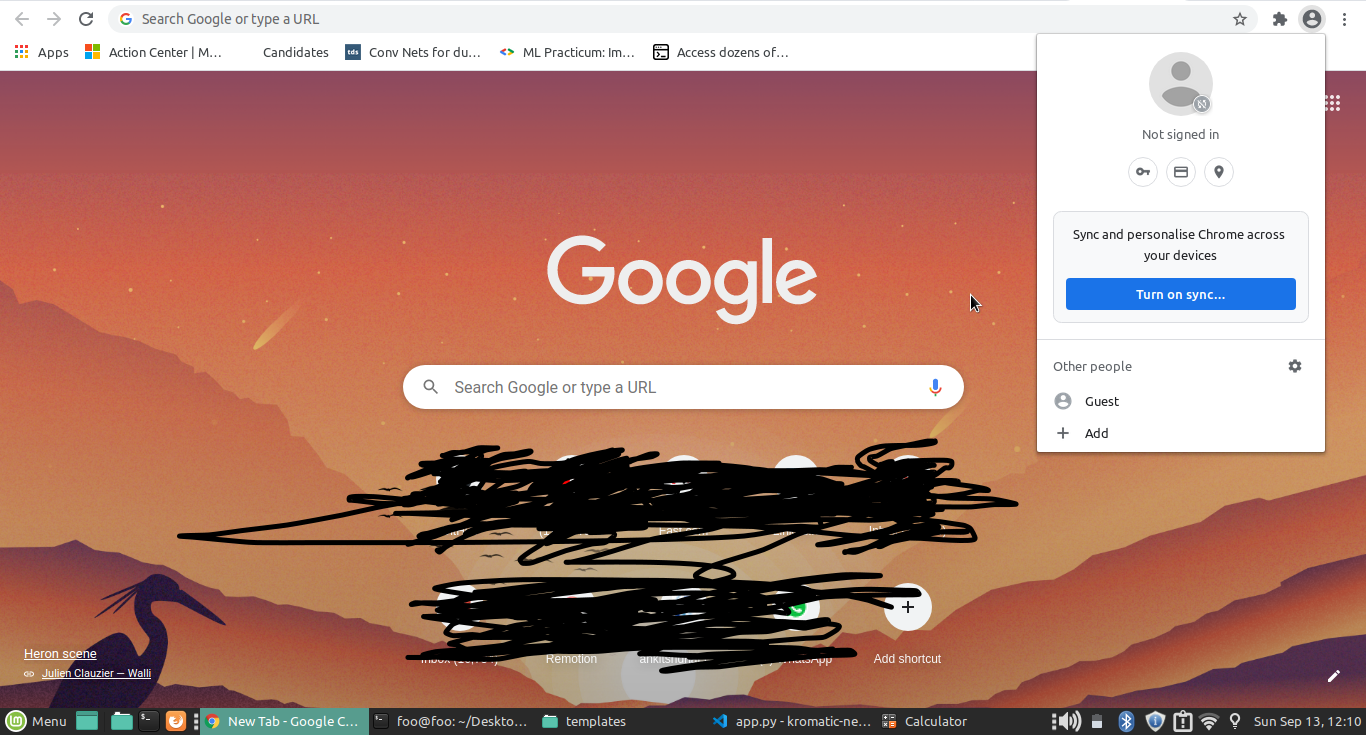 Search Google or type a URL
Apps
Action Center | M...
Candidates
tds
Conv Nets for du...
ML Practicum: Im...
Access dozens of...
Not signed in
Sync and personalise Chrome across
your devices
Turn on sync...
Other people
Guest
Add
Google
Search Google or type a URL
Remotion
Add shortcut
Heron scene
Julien Clauzier — Walli
Menu
New Tab - Google C...
foo@foo: ~/Deskto...
templates
app.py - kromatic-ne...
Calculator
Sun Sep 13, 12:10